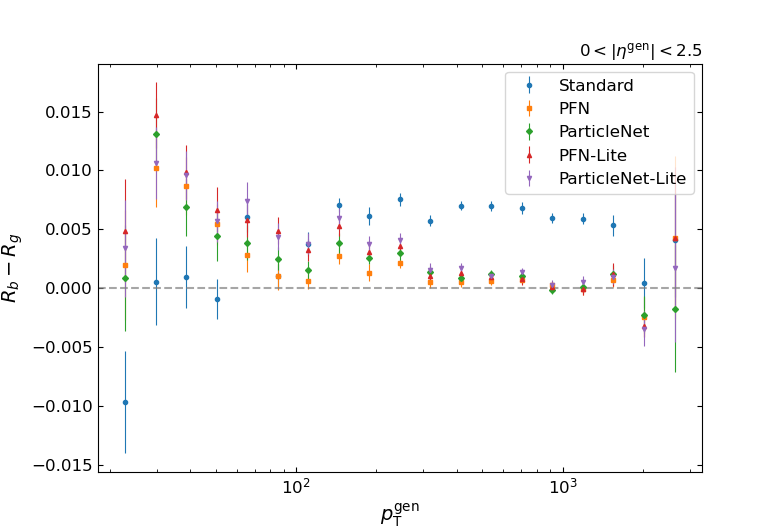 0 < |η^gen| < 2.5
Standard
PFN
ParticleNet
PFN-Lite
ParticleNet-Lite
R_b − R_g
0.015
0.010
0.005
0.000
−0.005
−0.010
−0.015
10^2
10^3
p_T^gen